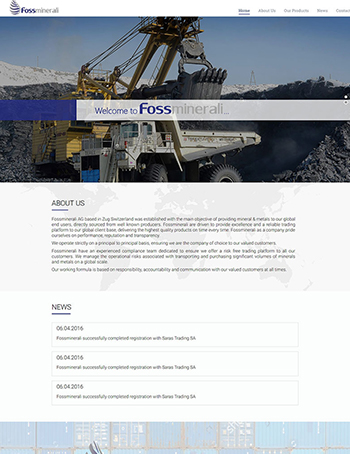 Fossminerali
Home About Us Our Products News Contact
Welcome to Fossminerali...
ABOUT US
Fossminerali AG based in Zug Switzerland was established with the main objective of providing mineral & metals to our global
end users, directly sourced from well known producers. Fossminerali are driven to provide excellence and a reliable trading
platform to our global client base, delivering the highest quality products on time every time. Fossminerali as a company pride
ourselves on performance, reputation and transparency.
We operate strictly on a principal to principal basis, ensuring we are the company of choice to our valued customers.
Fossminerali have an experienced compliance team dedicated to ensure we offer a risk free trading platform to all our
customers. We manage the operational risks associated with transporting and purchasing significant volumes of minerals
and metals on a global scale.
Our working formula is based on responsibility, accountability and communication with our valued customers at all times.
NEWS
06.04.2016
Fossminerali successfully completed registration with Saras Trading SA
06.04.2016
Fossminerali successfully completed registration with Saras Trading SA
06.04.2016
Fossminerali successfully completed registration with Saras Trading SA